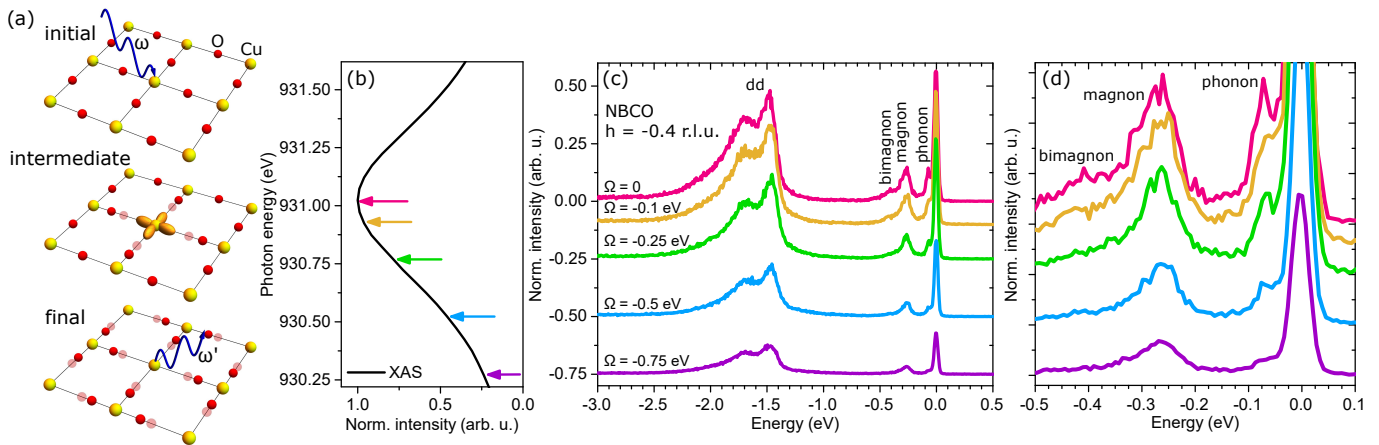 (a)
initial
ω
O
Cu
intermediate
final
ω'
(b)
Photon energy (eV)
931.50
931.25
931.00
930.75
930.50
930.25
XAS
1.0
0.5
0.0
Norm. intensity (arb. u.)
(c)
Norm. intensity (arb. u.)
0.50
0.25
0.00
-0.25
-0.50
-0.75
NBCO
h = -0.4 r.l.u.
dd
bimagnon
magnon
phonon
Ω = 0
Ω = -0.1 eV
Ω = -0.25 eV
Ω = -0.5 eV
Ω = -0.75 eV
-3.0
-2.5
-2.0
-1.5
-1.0
-0.5
0.0
0.5
Energy (eV)
(d)
Norm. intensity (arb. u.)
bimagnon
magnon
phonon
-0.5
-0.4
-0.3
-0.2
-0.1
0.0
0.1
Energy (eV)